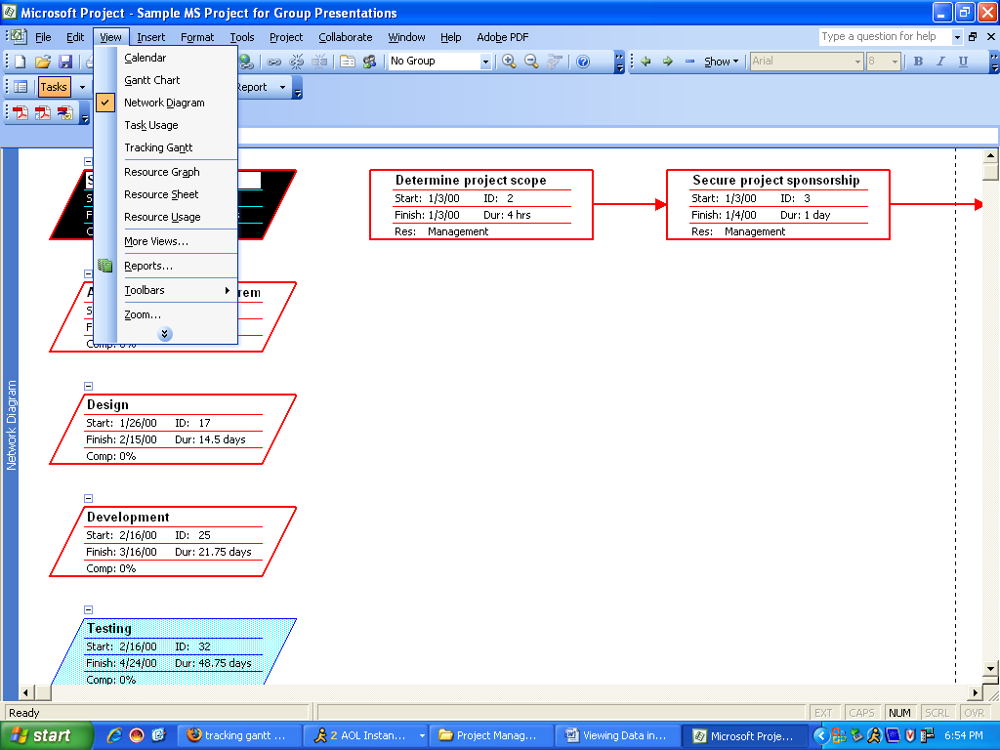 Microsoft Project - Sample MS Project for Group Presentations
File Edit View Insert Format Tools Project Collaborate Window Help Adobe PDF
Type a question for help
No Group
Show
Arial
8
B I U
Tasks
Report
Calendar
Gantt Chart
Network Diagram
Task Usage
Tracking Gantt
Resource Graph
Resource Sheet
Resource Usage
More Views...
Reports...
Toolbars
Zoom...
Network Diagram
Determine project scope
Start: 1/3/00 ID: 2
Finish: 1/3/00 Dur: 4 hrs
Res: Management
Secure project sponsorship
Start: 1/3/00 ID: 3
Finish: 1/4/00 Dur: 1 day
Res: Management
Comp: 0%
Design
Start: 1/26/00 ID: 17
Finish: 2/15/00 Dur: 14.5 days
Comp: 0%
Development
Start: 2/16/00 ID: 25
Finish: 3/16/00 Dur: 21.75 days
Comp: 0%
Testing
Start: 2/16/00 ID: 32
Finish: 4/24/00 Dur: 48.75 days
Comp: 0%
Ready
EXT CAPS NUM SCRL OVR
start
tracking gantt ...
2 AOL Instan...
Project Manag...
Viewing Data in...
Microsoft Proje...
6:54 PM